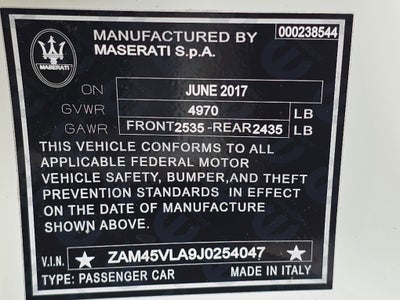 MANUFACTURED BY
MASERATI S.p.A.
000238544
MASERATI
ON JUNE 2017
GVWR 4970 LB
GAWR FRONT2535 -REAR2435 LB
THIS VEHICLE CONFORMS TO ALL
APPLICABLE FEDERAL MOTOR
VEHICLE SAFETY, BUMPER,AND THEFT
PREVENTION STANDARDS IN EFFECT
ON THE DATE OF MANUFACTURE
SHOWN ABOVE.
V.I.N. ★ ZAM45VLA9J0254047 ★
TYPE: PASSENGER CAR MADE IN ITALY